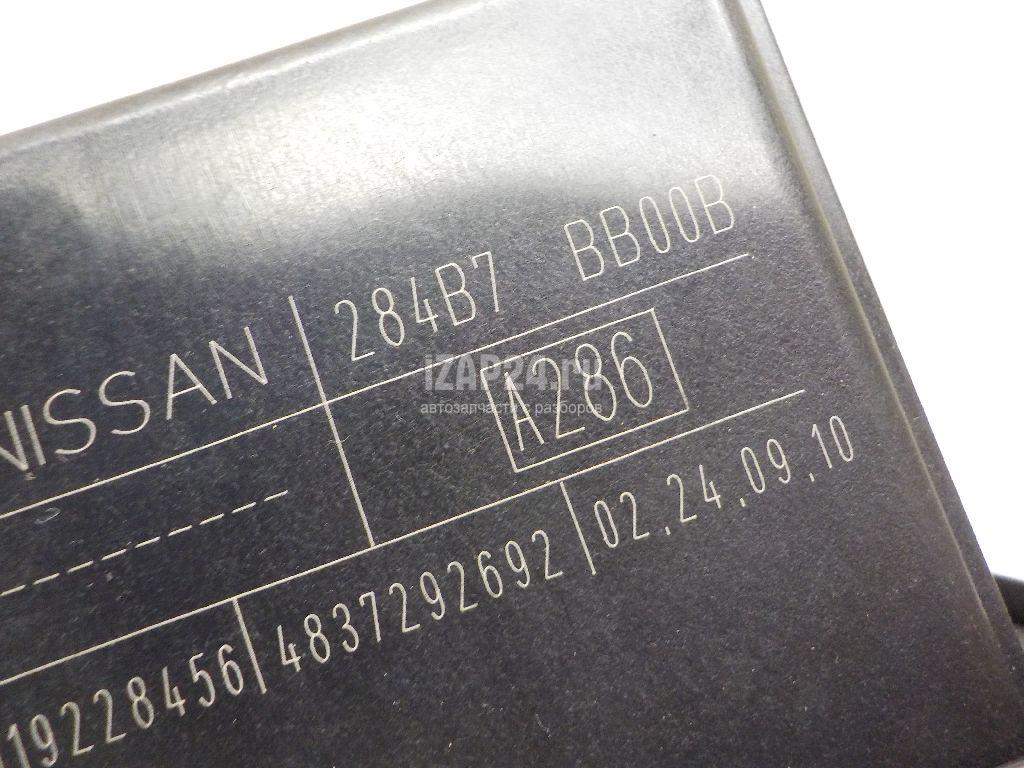 NISSAN 284B7 BB00B
A286
19228456 4837292692 02.24.09.10
iZAP24.ru
автозапчасти с разборов